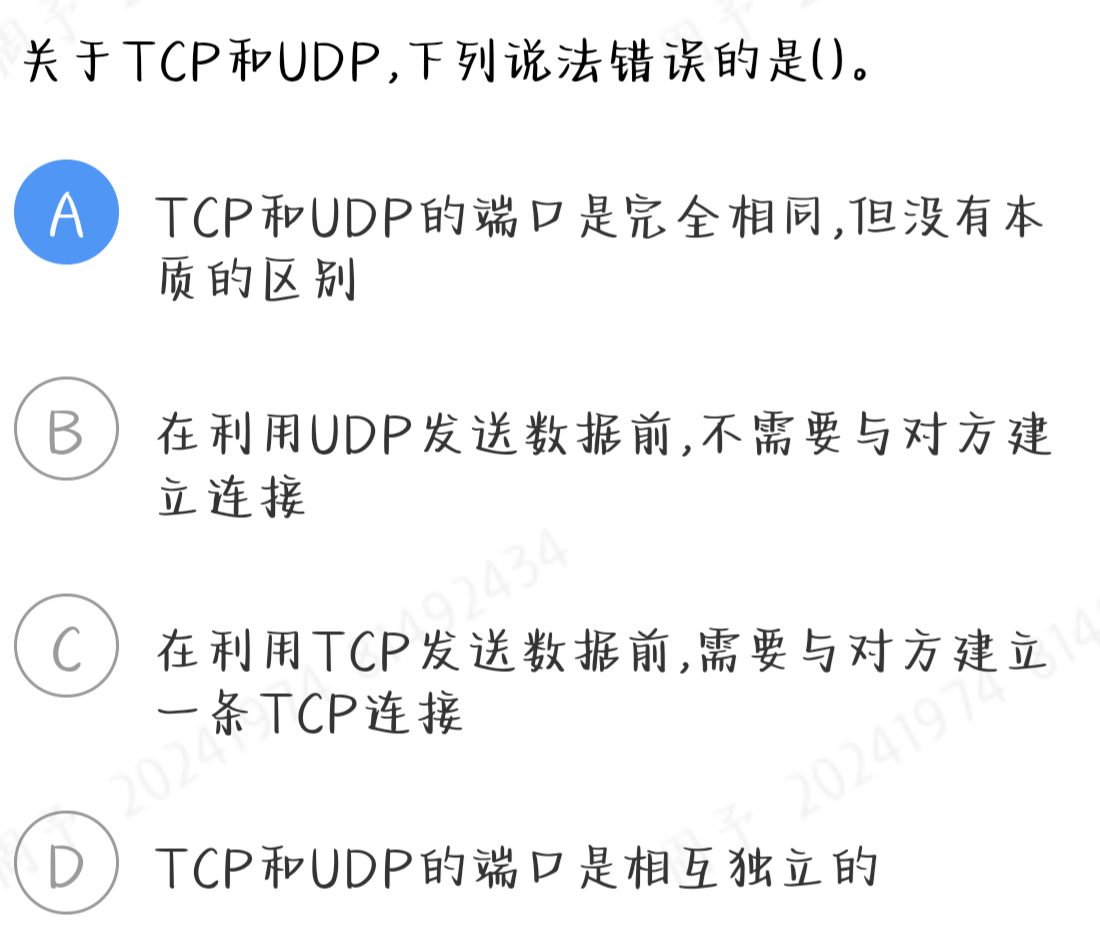 关于TCP和UDP,下列说法错误的是()。
A
TCP和UDP的端口是完全相同,但没有本
质的区别
B
在利用UDP发送数据前,不需要与对方建
立连接
C
在利用TCP发送数据前,需要与对方建立
一条TCP连接
D
TCP和UDP的端口是相互独立的